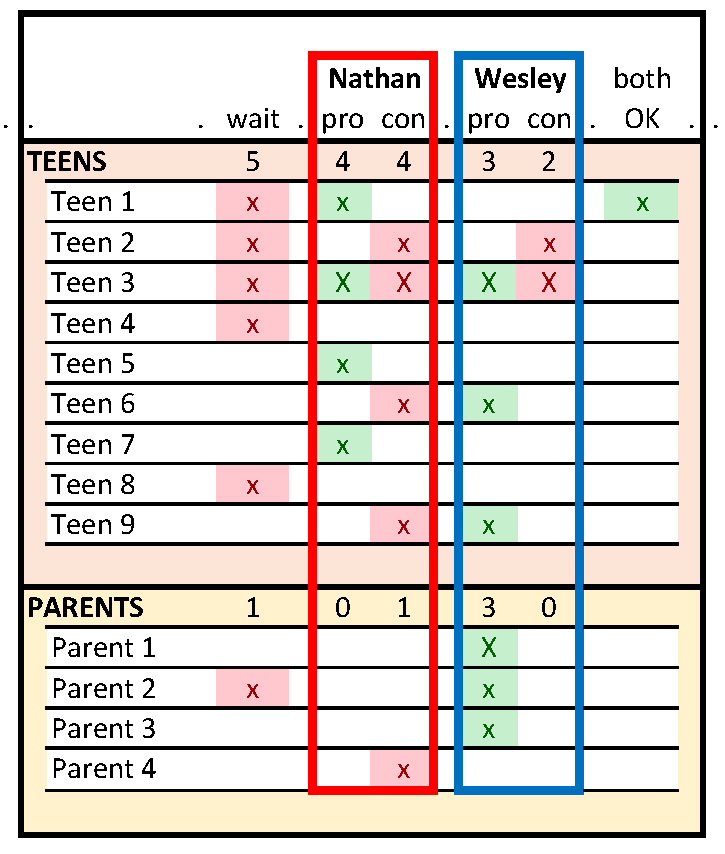 Nathan Wesley both
. . . wait . pro con . pro con . OK . .
TEENS 5 4 4 3 2
Teen 1 x x x
Teen 2 x x x
Teen 3 x X X X X
Teen 4 x
Teen 5 x
Teen 6 x x
Teen 7 x
Teen 8 x
Teen 9 x x
PARENTS 1 0 1 3 0
Parent 1 X
Parent 2 x x
Parent 3 x
Parent 4 x